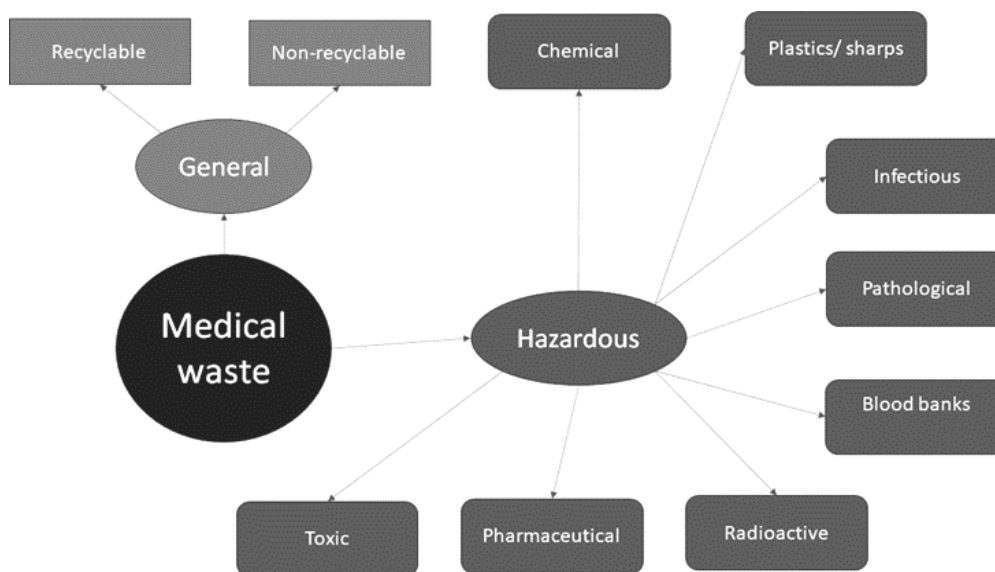 Recyclable
Non-recyclable
Chemical
Plastics/ sharps
General
Infectious
Pathological
Medical
waste
Hazardous
Blood banks
Toxic
Pharmaceutical
Radioactive